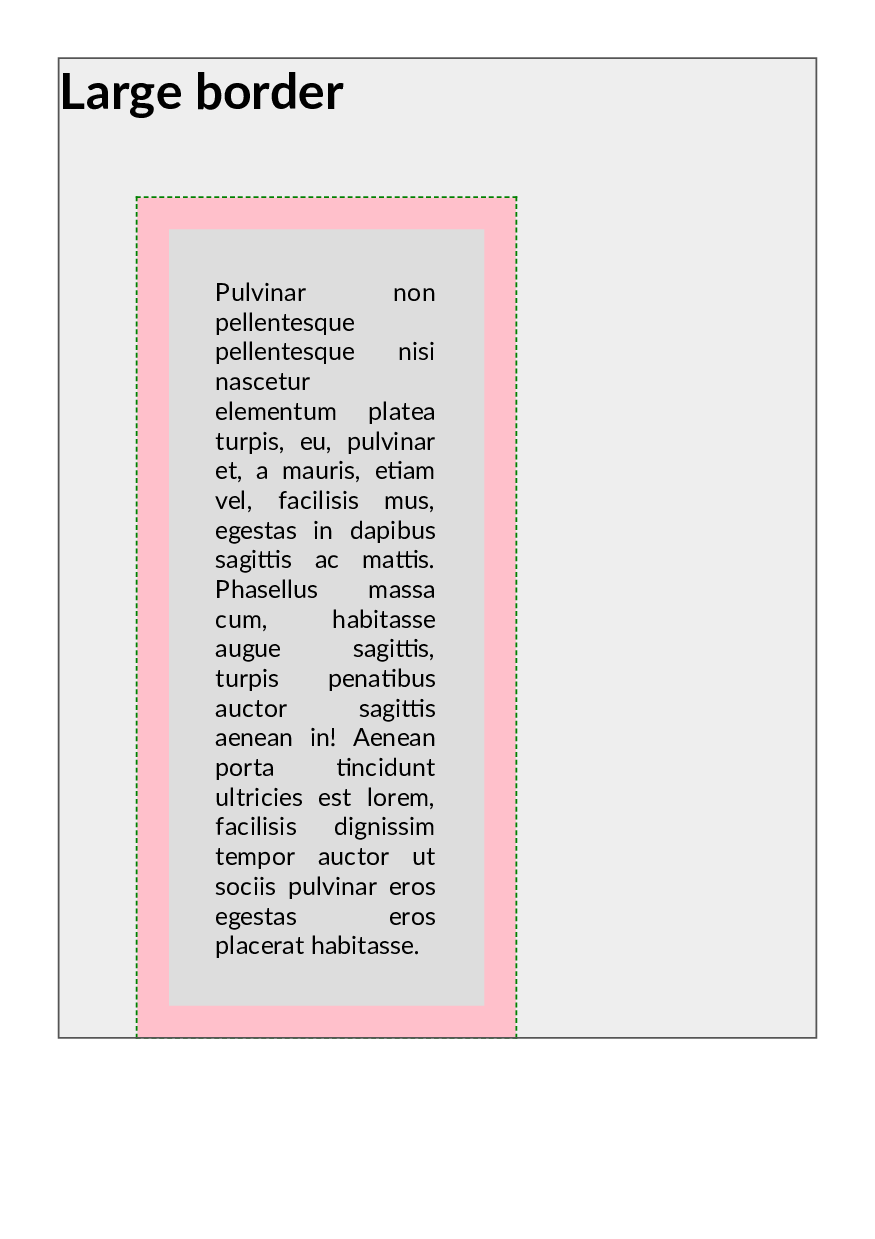 Large border
Pulvinar non
pellentesque
pellentesque nisi
nascetur
elementum platea
turpis, eu, pulvinar
et, a mauris, etiam
vel, facilisis mus,
egestas in dapibus
sagittis ac mattis.
Phasellus massa
cum, habitasse
augue sagittis,
turpis penatibus
auctor sagittis
aenean in! Aenean
porta tincidunt
ultricies est lorem,
facilisis dignissim
tempor auctor ut
sociis pulvinar eros
egestas eros
placerat habitasse.